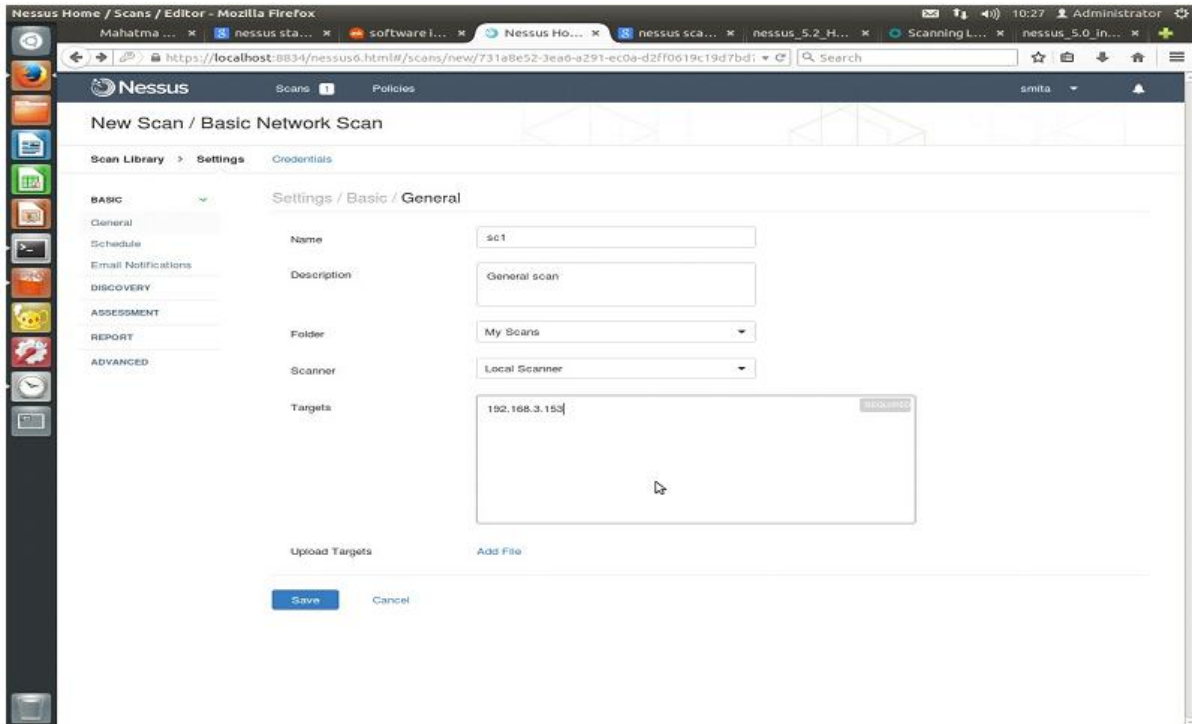 Nessus Home / Scans / Editor - Mozilla Firefox
10:27 Administrator
Mahatma ... × nessus sta... × software i... × Nessus Ho... × nessus sca... × nessus_5.2_H... × Scanning L... × nessus_5.0_in... ×
https://localhost:8834/nessus6.html#/scans/new/731a8e52-3ea6-a291-ec0a-d2ff0619c19d7bd: Search
Nessus Scans 1 Policies smita
New Scan / Basic Network Scan
Scan Library > Settings Credentials
BASIC
Settings / Basic / General
General
Name sc1
Schedule
Email Notifications
Description General scan
DISCOVERY
ASSESSMENT
REPORT
Folder My Scans
ADVANCED
Scanner Local Scanner
Targets 192.168.3.153 REQUIRED
Upload Targets Add File
Save Cancel